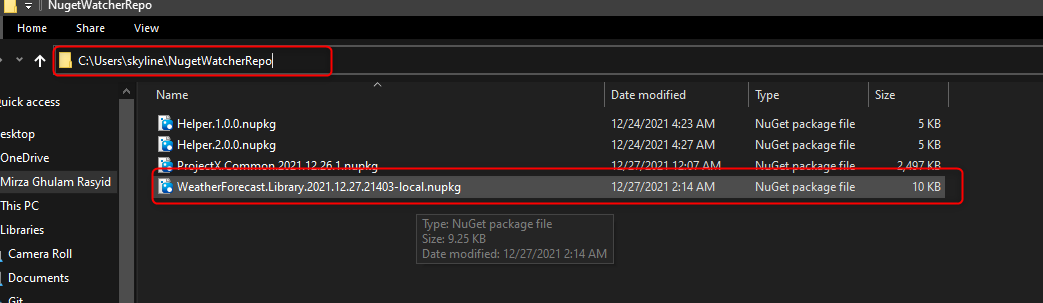 NugetWatcherRepo
Home Share View
C:\Users\skyline\NugetWatcherRepo
Quick access
Name Date modified Type Size
Helper.1.0.0.nupkg 12/24/2021 4:23 AM NuGet package file 5 KB
esktop
Helper.2.0.0.nupkg 12/24/2021 4:27 AM NuGet package file 5 KB
OneDrive
ProjectX.Common.2021.12.26.1.nupkg 12/27/2021 12:07 AM NuGet package file 2,497 KB
Mirza Ghulam Rasyid
WeatherForecast.Library.2021.12.27.21403-local.nupkg 12/27/2021 2:14 AM NuGet package file 10 KB
This PC
Libraries
Type: NuGet package file
Size: 9.25 KB
Date modified: 12/27/2021 2:14 AM
Camera Roll
Documents
Git